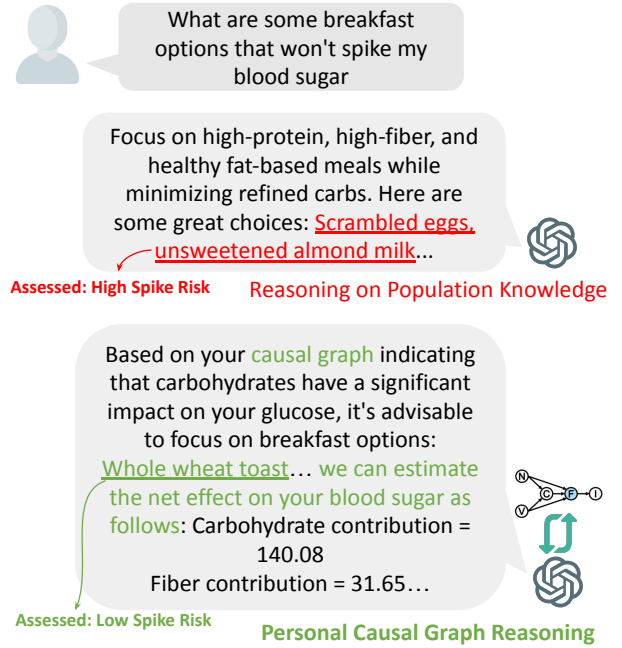 What are some breakfast
options that won't spike my
blood sugar
Focus on high-protein, high-fiber, and
healthy fat-based meals while
minimizing refined carbs. Here are
some great choices: Scrambled eggs,
unsweetened almond milk...
Assessed: High Spike Risk
Reasoning on Population Knowledge
Based on your causal graph indicating
that carbohydrates have a significant
impact on your glucose, it's advisable
to focus on breakfast options:
Whole wheat toast... we can estimate
the net effect on your blood sugar as
follows: Carbohydrate contribution =
140.08
Fiber contribution = 31.65...
N
C F I
V
Assessed: Low Spike Risk
Personal Causal Graph Reasoning